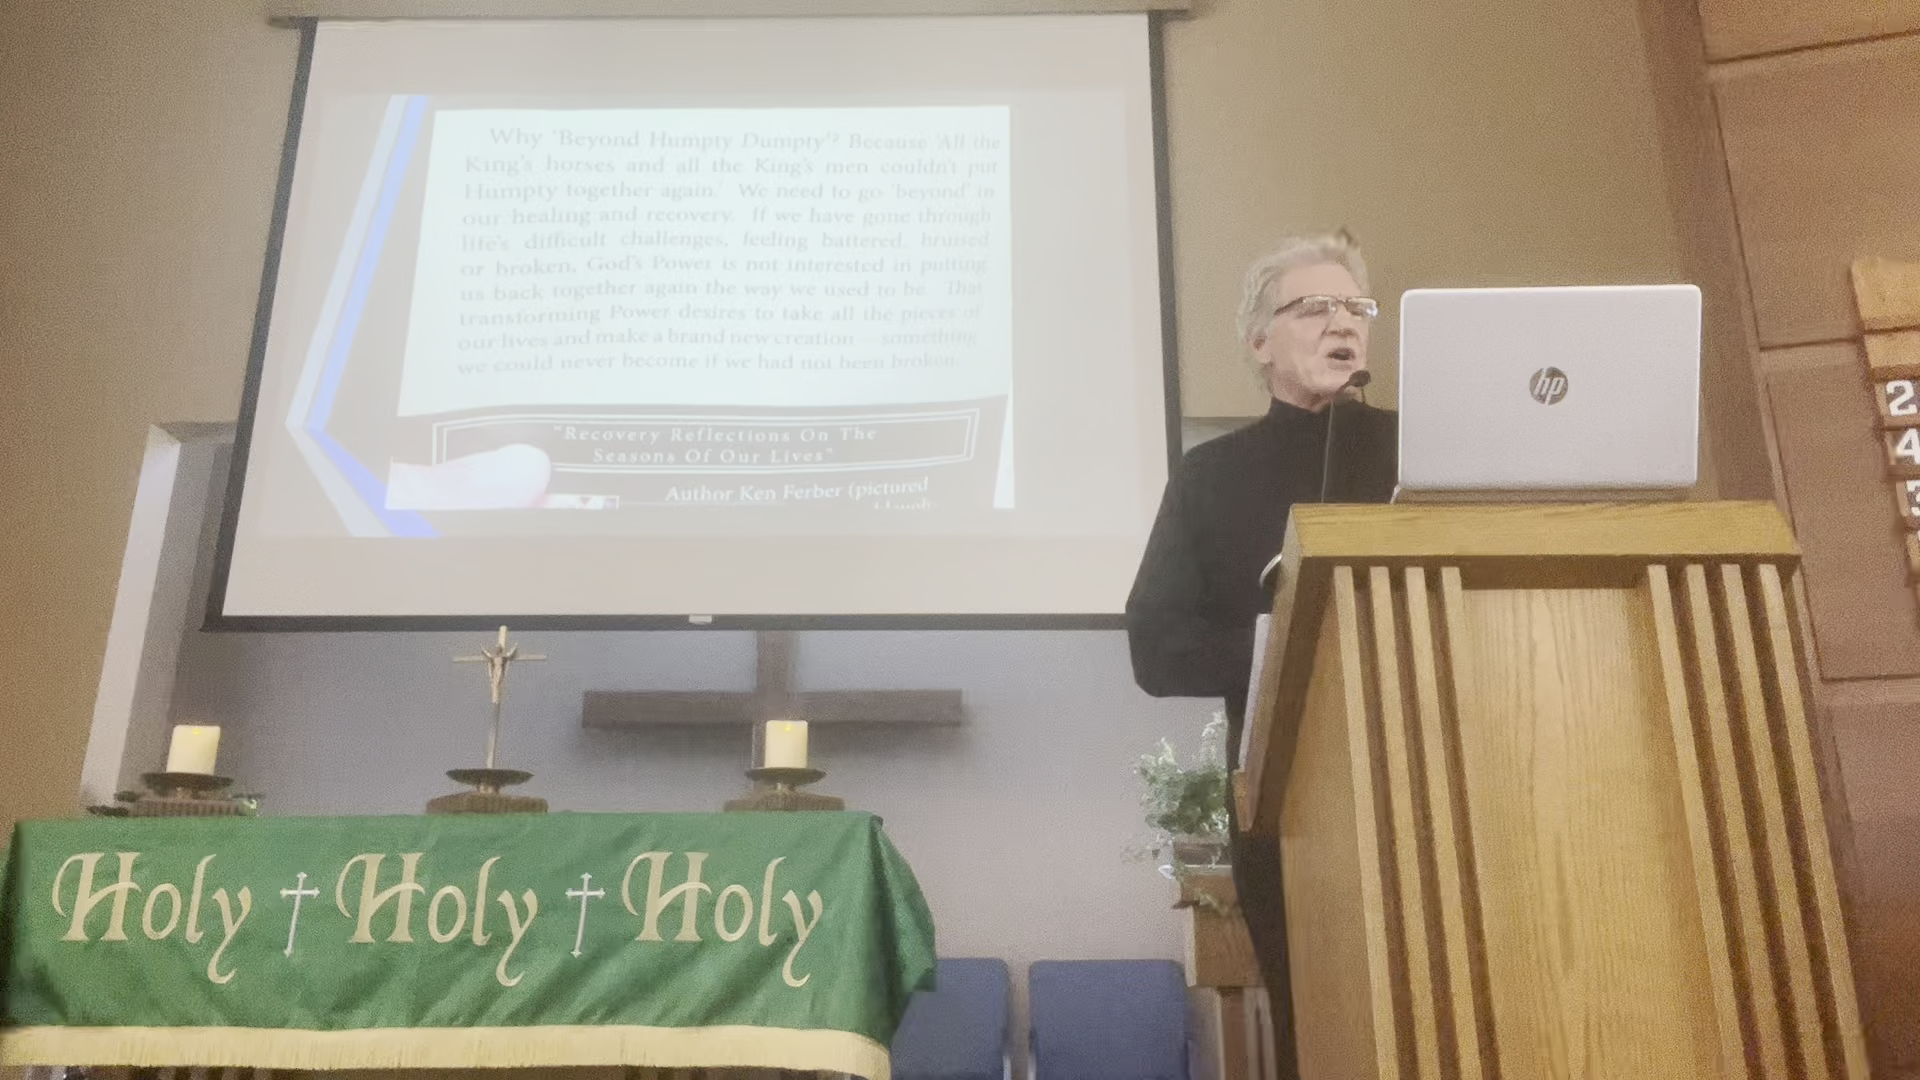 Why 'Beyond Humpty Dumpty'? Because 'All the
King's horses and all the King's men couldn't put
Humpty together again.' We need to go 'beyond' in
our healing and recovery. If we have gone through
life's difficult challenges, feeling battered, bruised
or broken, God's Power is not interested in putting
us back together again the way we used to be. That
transforming Power desires to take all the pieces of
our lives and make a brand new creation — something
we could never become if we had not been broken.
"Recovery Reflections On The
Seasons Of Our Lives"
Author Ken Ferber (pictured
hp
2
4
Holy Holy Holy